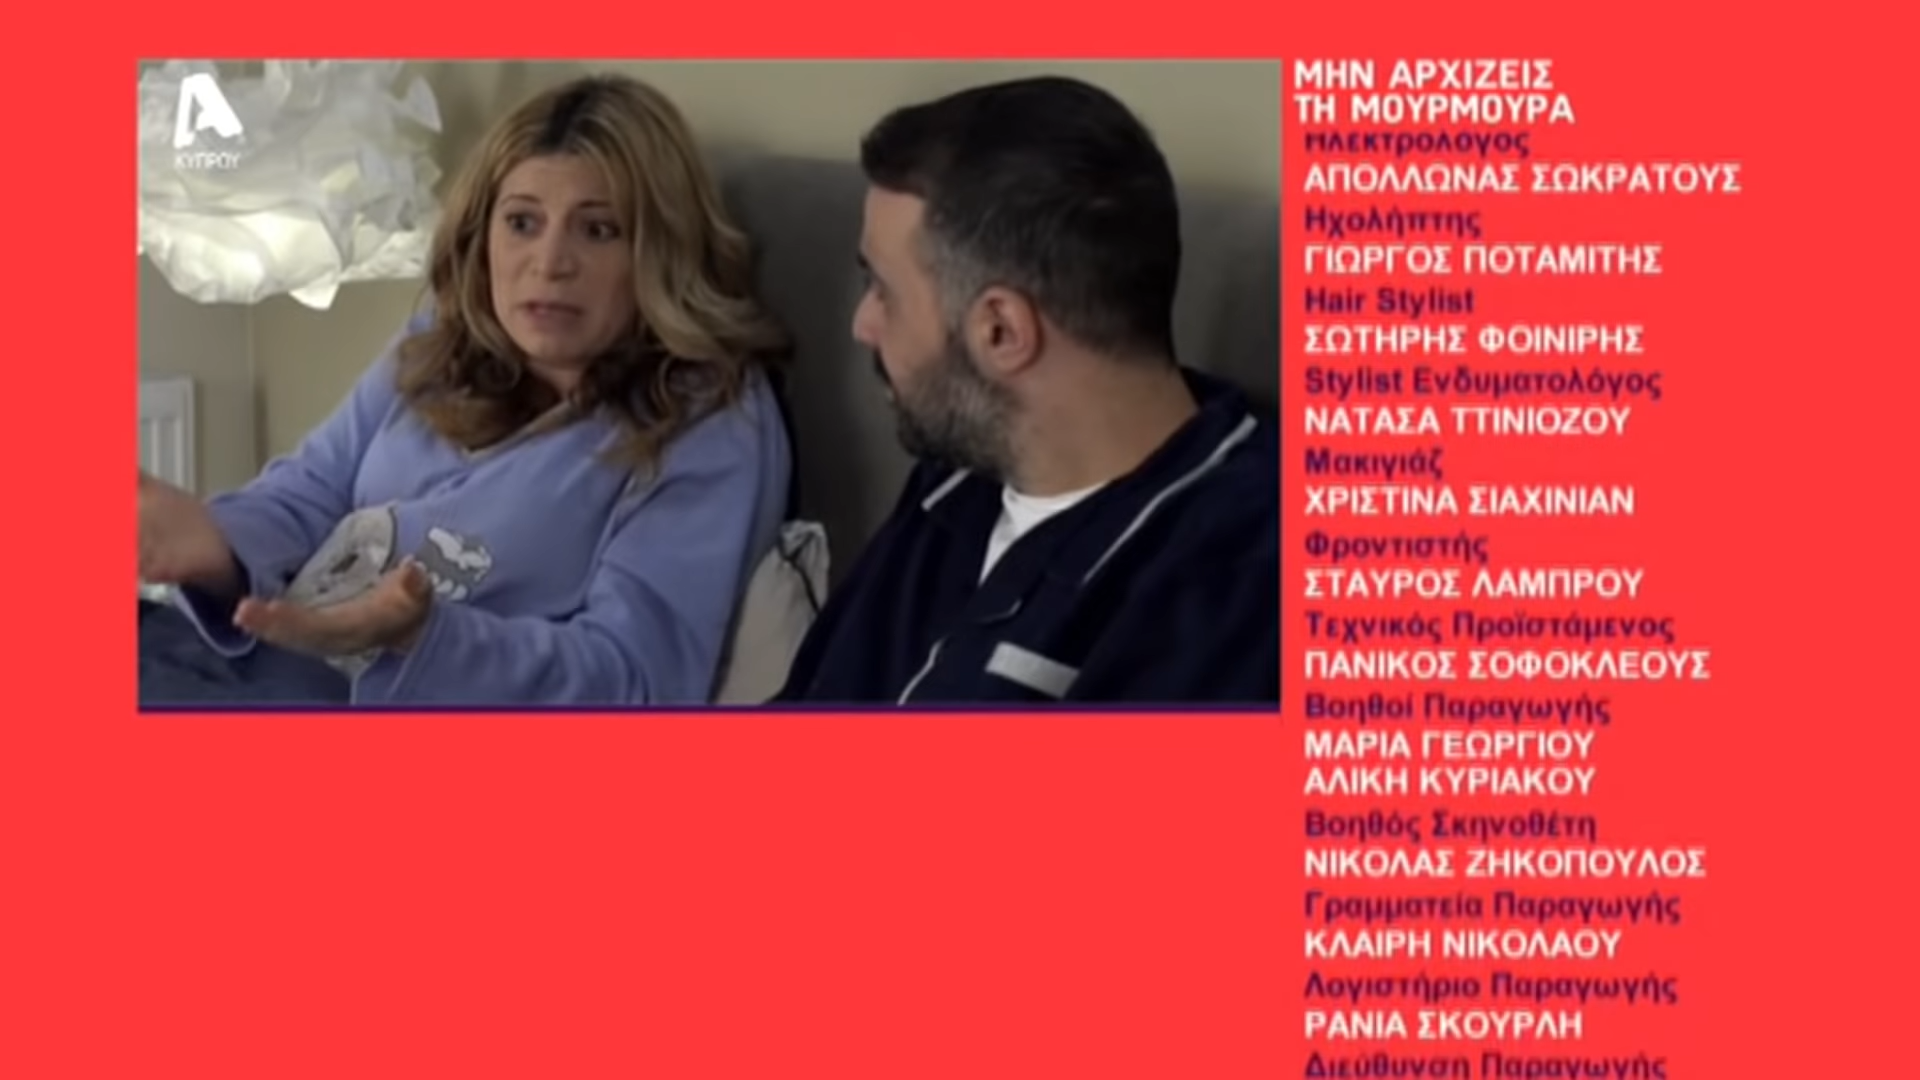 ΚΥΠΡΟΥ
ΜΗΝ ΑΡΧΙΖΕΙΣ
ΤΗ ΜΟΥΡΜΟΥΡΑ
Ηλεκτρολόγος
ΑΠΟΛΛΩΝΑΣ ΣΩΚΡΑΤΟΥΣ
Ηχολήπτης
ΓΙΩΡΓΟΣ ΠΟΤΑΜΙΤΗΣ
Hair Stylist
ΣΩΤΗΡΗΣ ΦΟΙΝΙΡΗΣ
Stylist Ενδυματολόγος
ΝΑΤΑΣΑ ΤΤΙΝΙΟΖΟΥ
Μακιγιάζ
ΧΡΙΣΤΙΝΑ ΣΙΑΧΙΝΙΑΝ
Φροντιστής
ΣΤΑΥΡΟΣ ΛΑΜΠΡΟΥ
Τεχνικός Προϊστάμενος
ΠΑΝΙΚΟΣ ΣΟΦΟΚΛΕΟΥΣ
Βοηθοί Παραγωγής
ΜΑΡΙΑ ΓΕΩΡΓΙΟΥ
ΑΛΙΚΗ ΚΥΡΙΑΚΟΥ
Βοηθός Σκηνοθέτη
ΝΙΚΟΛΑΣ ΖΗΚΟΠΟΥΛΟΣ
Γραμματεία Παραγωγής
ΚΛΑΙΡΗ ΝΙΚΟΛΑΟΥ
Λογιστήριο Παραγωγής
ΡΑΝΙΑ ΣΚΟΥΡΛΗ
Διεύθυνση Παραγωγής